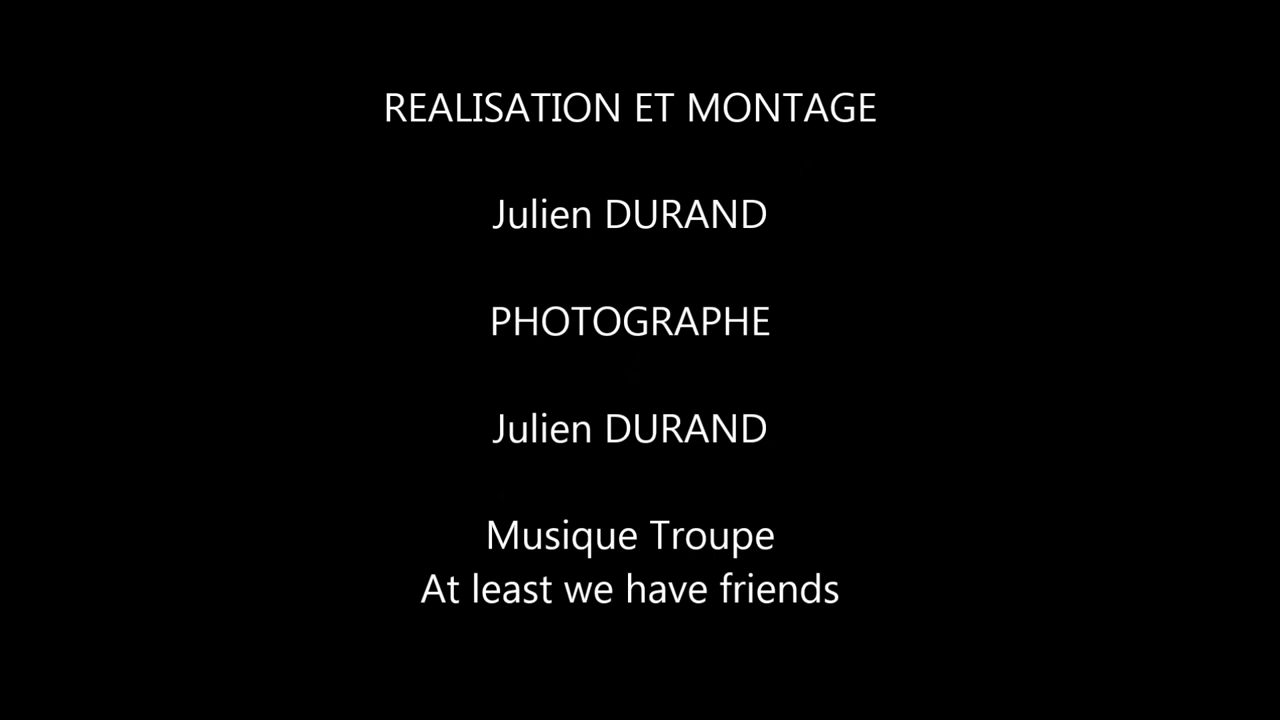 REALISATION ET MONTAGE
Julien DURAND
PHOTOGRAPHE
Julien DURAND
Musique Troupe
At least we have friends